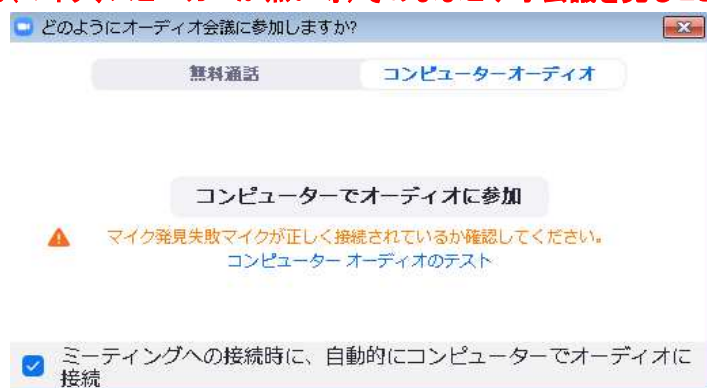 どのようにオーディオ会議に参加しますか?
無料通話 コンピューターオーディオ
コンピューターでオーディオに参加
マイク発見失敗マイクが正しく接続されているか確認してください。
コンピューター オーディオのテスト
ミーティングへの接続時に、自動的にコンピューターでオーディオに
接続